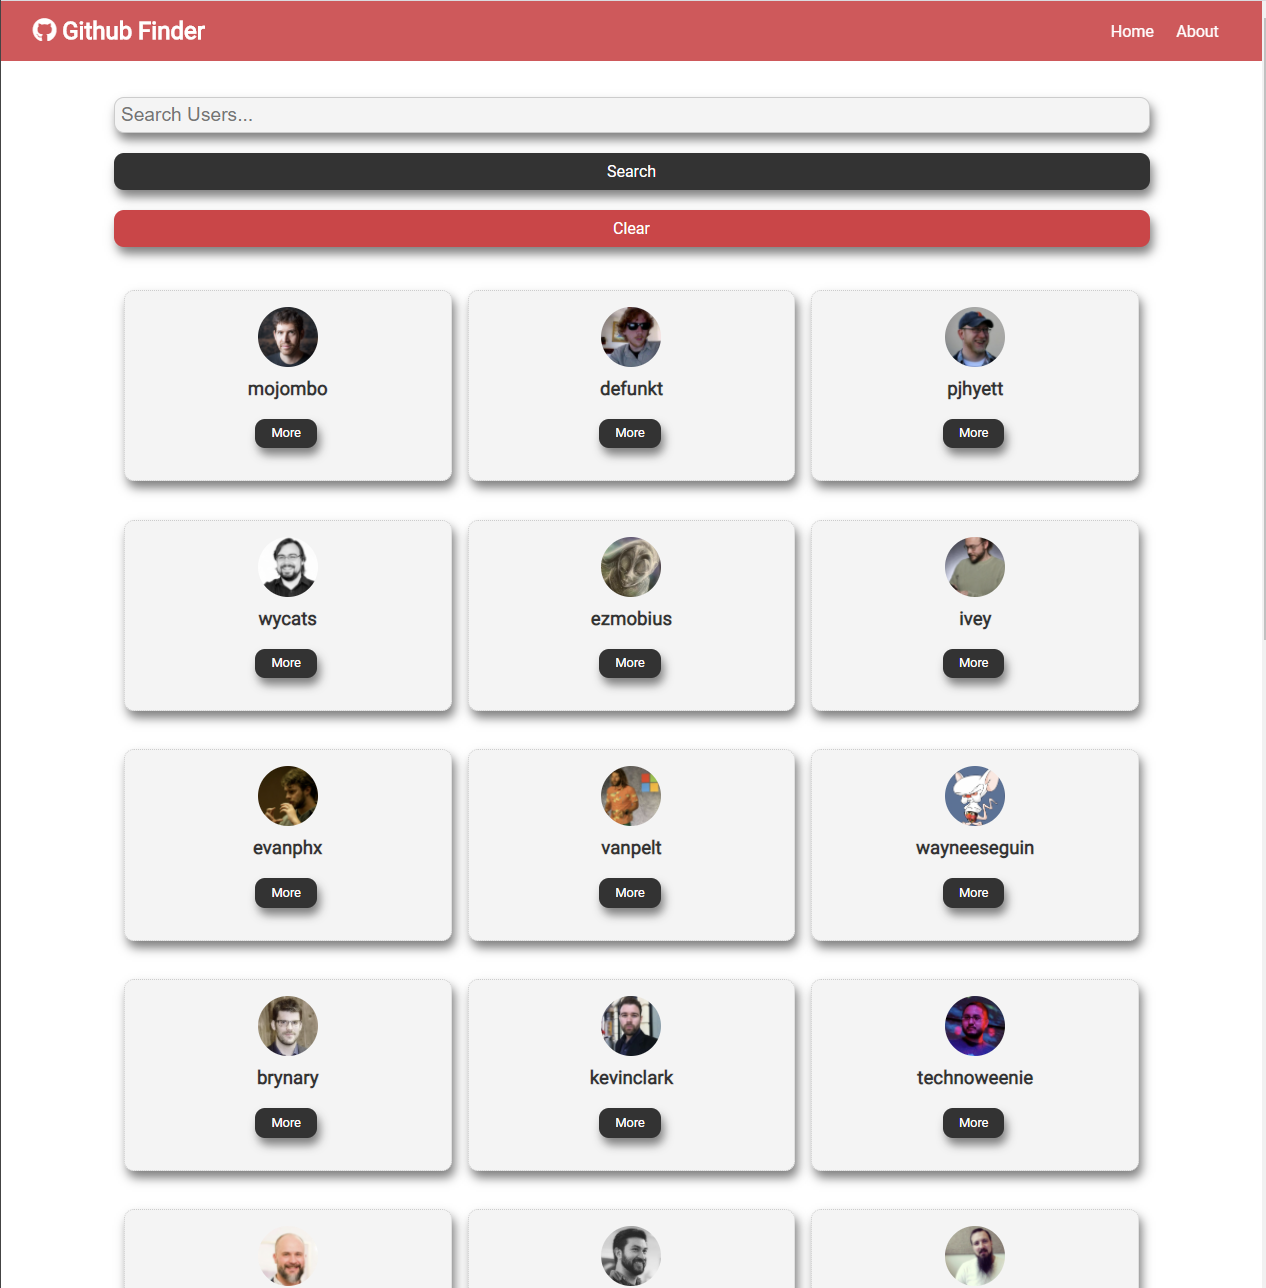 Github Finder
Home About
Search Users...
Search
Clear
mojombo
More
defunkt
More
pjhyett
More
wycats
More
ezmobius
More
ivey
More
evanphx
More
vanpelt
More
wayneeseguin
More
brynary
More
kevinclark
More
technoweenie
More